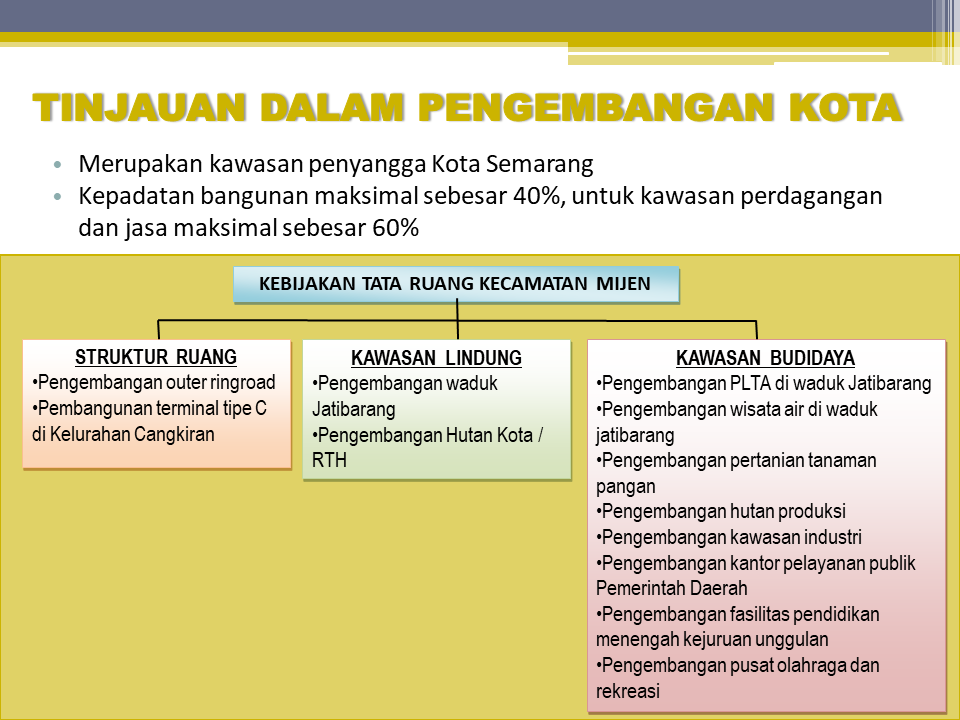 TINJAUAN DALAM PENGEMBANGAN KOTA
• Merupakan kawasan penyangga Kota Semarang
• Kepadatan bangunan maksimal sebesar 40%, untuk kawasan perdagangan
dan jasa maksimal sebesar 60%
KEBIJAKAN TATA RUANG KECAMATAN MIJEN
STRUKTUR RUANG
•Pengembangan outer ringroad
•Pembangunan terminal tipe C
di Kelurahan Cangkiran
KAWASAN LINDUNG
•Pengembangan waduk
Jatibarang
•Pengembangan Hutan Kota /
RTH
KAWASAN BUDIDAYA
•Pengembangan PLTA di waduk Jatibarang
•Pengembangan wisata air di waduk
jatibarang
•Pengembangan pertanian tanaman
pangan
•Pengembangan hutan produksi
•Pengembangan kawasan industri
•Pengembangan kantor pelayanan publik
Pemerintah Daerah
•Pengembangan fasilitas pendidikan
menengah kejuruan unggulan
•Pengembangan pusat olahraga dan
rekreasi